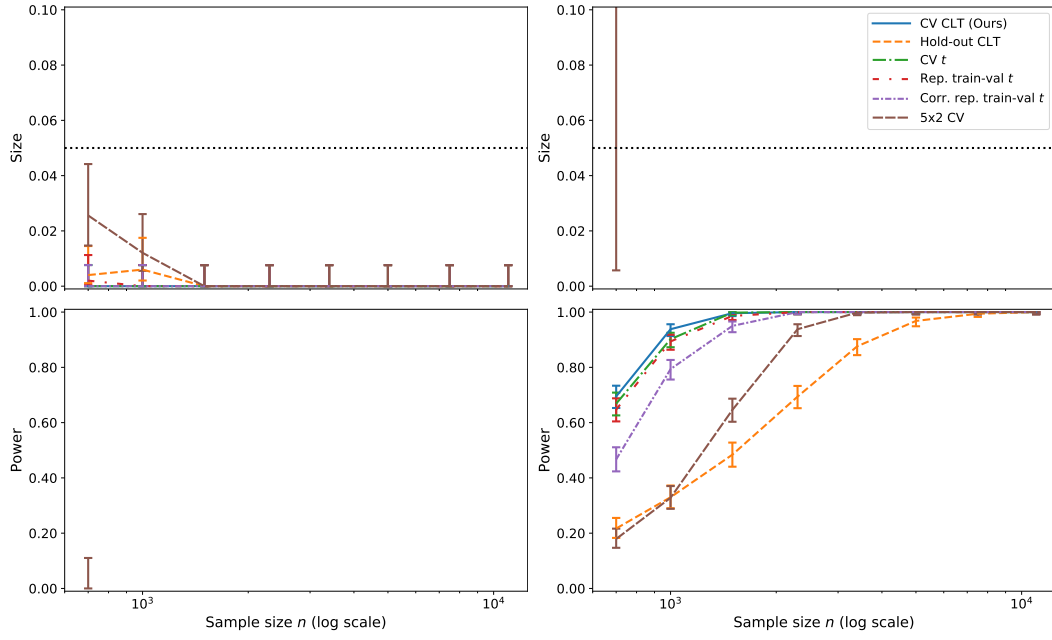 0.10
0.08
0.06
0.04
0.02
0.00
Size
0.10
0.08
0.06
0.04
0.02
0.00
Size
CV CLT (Ours)
Hold-out CLT
CV t
Rep. train-val t
Corr. rep. train-val t
5x2 CV
1.00
0.80
0.60
0.40
0.20
0.00
Power
10³
10⁴
Sample size n (log scale)
1.00
0.80
0.60
0.40
0.20
0.00
Power
10³
10⁴
Sample size n (log scale)